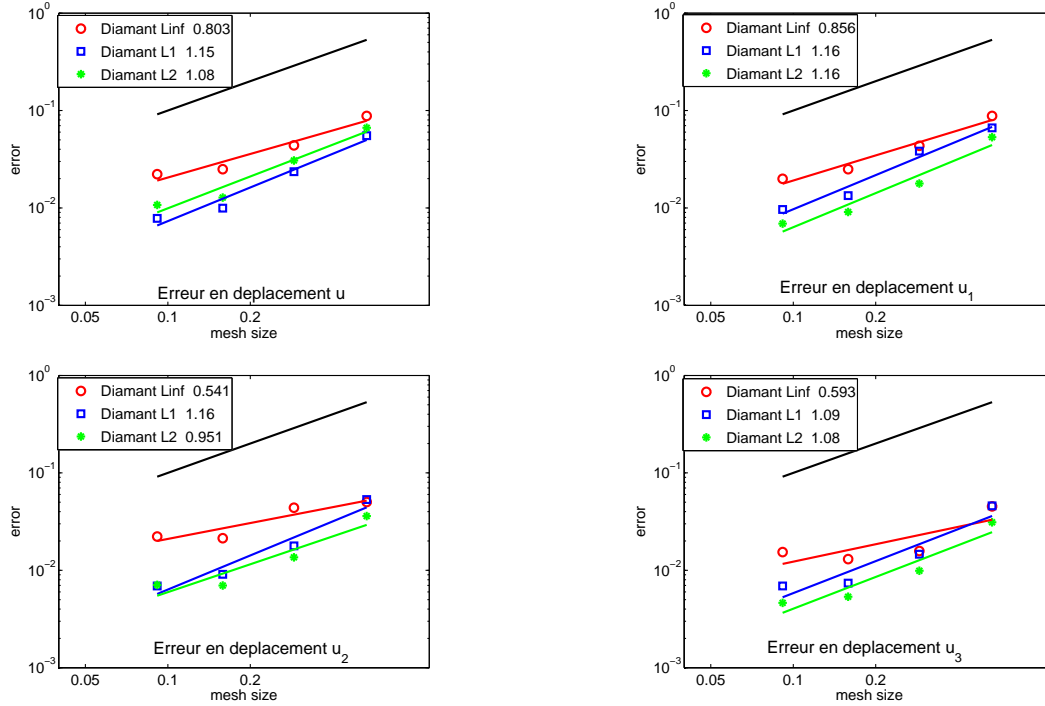 10^0
10^-1
10^-2
10^-3
error
Diamant Linf 0.803
Diamant L1 1.15
Diamant L2 1.08
Erreur en deplacement u
0.05
0.1
0.2
mesh size
10^0
10^-1
10^-2
10^-3
error
Diamant Linf 0.856
Diamant L1 1.16
Diamant L2 1.16
Erreur en deplacement u_1
0.05
0.1
0.2
mesh size
10^0
10^-1
10^-2
10^-3
error
Diamant Linf 0.541
Diamant L1 1.16
Diamant L2 0.951
Erreur en deplacement u_2
0.05
0.1
0.2
mesh size
10^0
10^-1
10^-2
10^-3
error
Diamant Linf 0.593
Diamant L1 1.09
Diamant L2 1.08
Erreur en deplacement u_3
0.05
0.1
0.2
mesh size